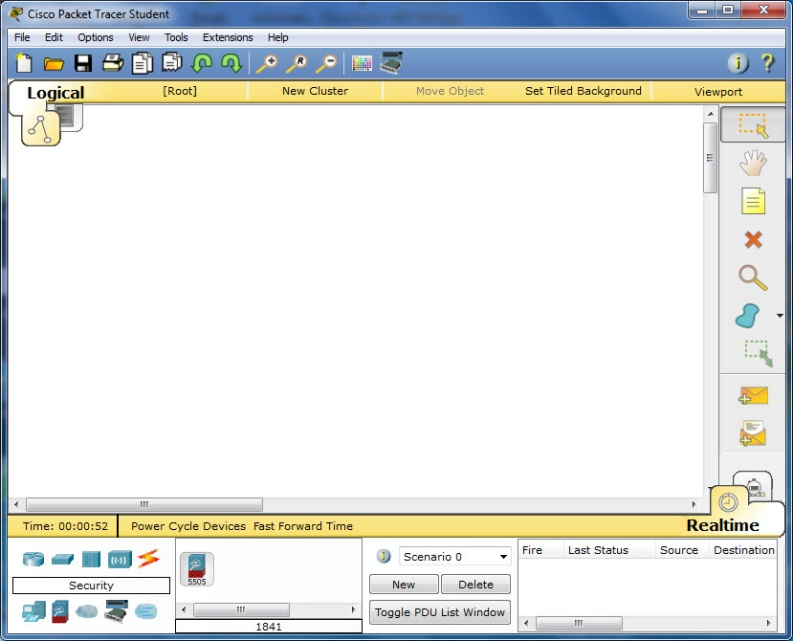 Cisco Packet Tracer Student
File Edit Options View Tools Extensions Help
Logical [Root] New Cluster Move Object Set Tiled Background Viewport
Time: 00:00:52 Power Cycle Devices Fast Forward Time Realtime
Scenario 0 Fire Last Status Source Destination
Security 5505 New Delete
Toggle PDU List Window
1841